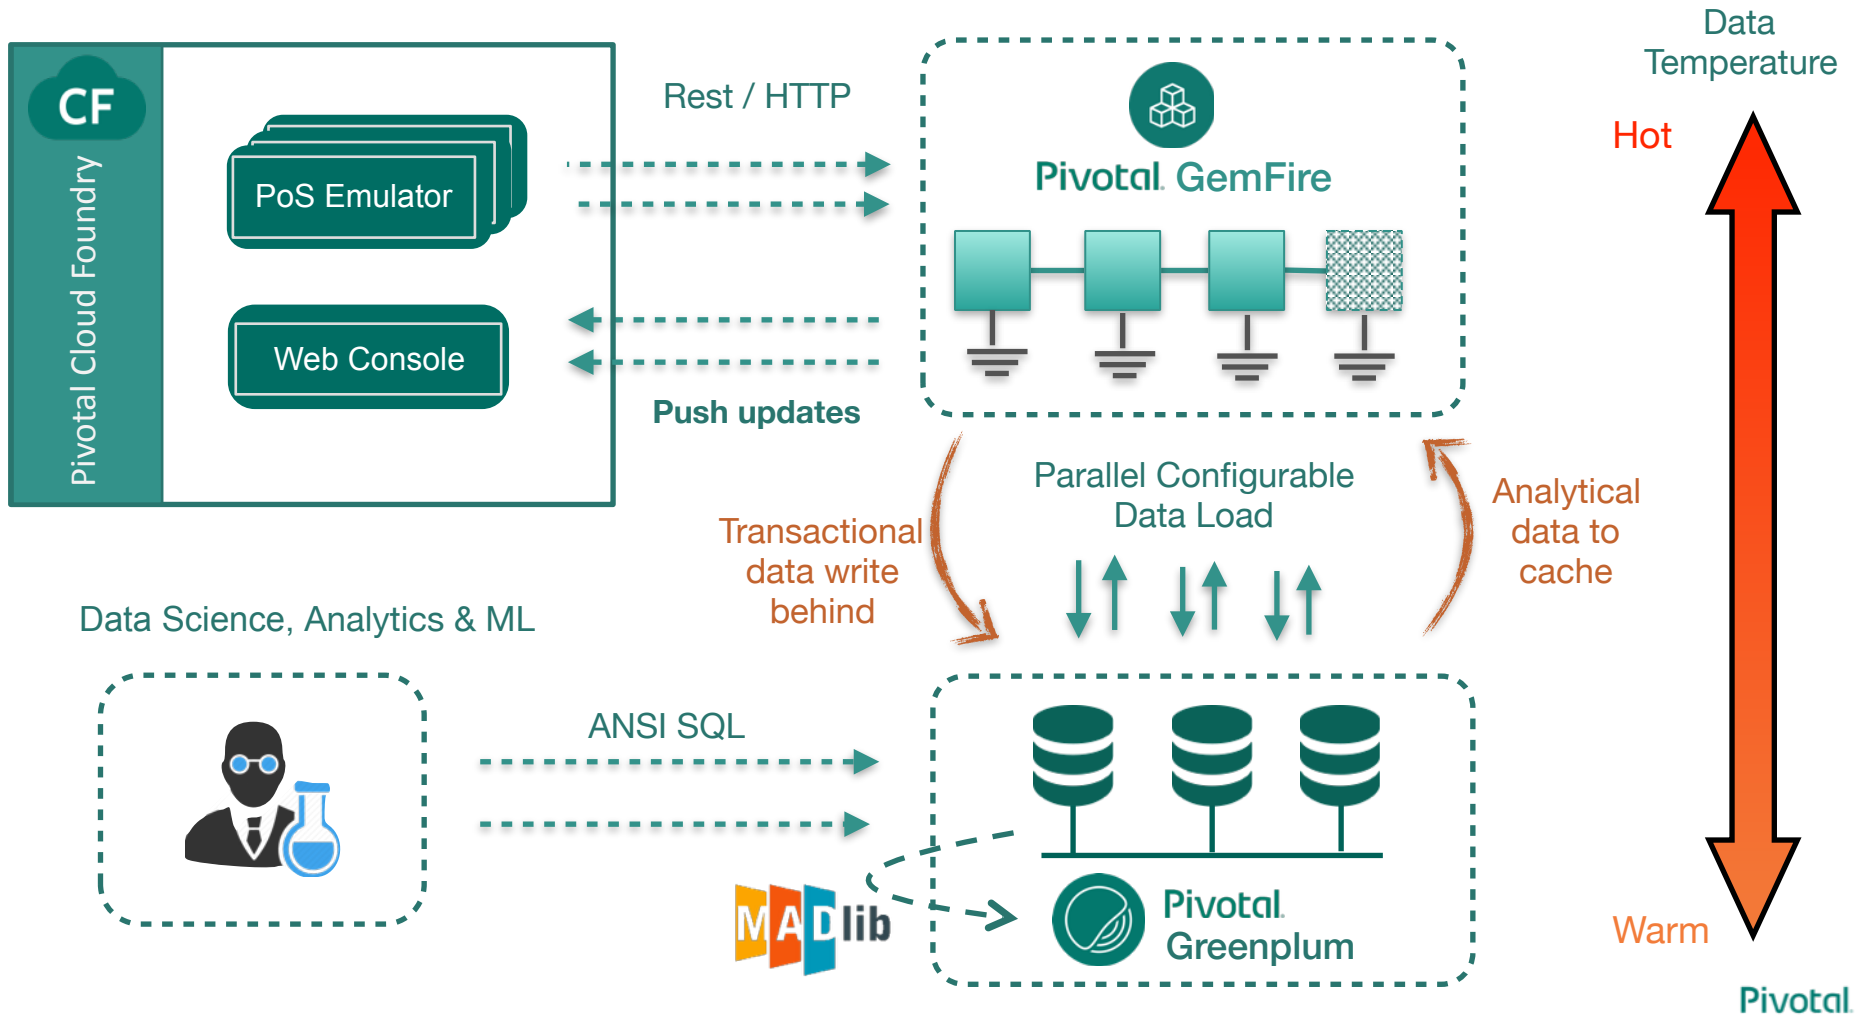 CF
Pivotal Cloud Foundry
PoS Emulator
Web Console
Rest / HTTP
Push updates
Pivotal GemFire
Data
Temperature
Hot
Warm
Transactional
data write
behind
Parallel Configurable
Data Load
Analytical
data to
cache
Data Science, Analytics & ML
ANSI SQL
MADlib
Pivotal
Greenplum
Pivotal